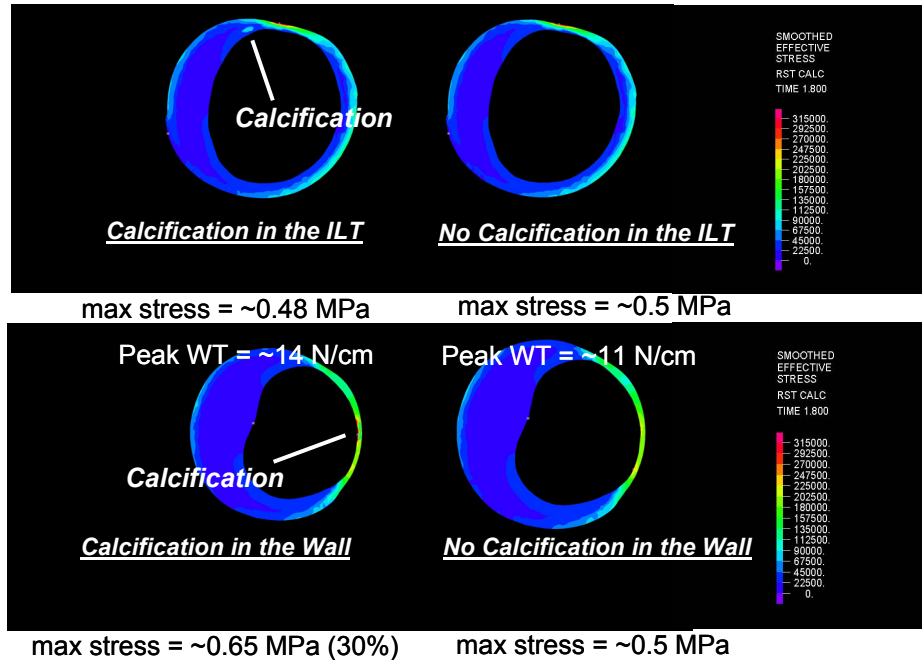 SMOOTHED
EFFECTIVE
STRESS
RST CALC
TIME 1.800
Calcification
315000.
292500.
270000.
247500.
225000.
202500.
180000.
157500.
135000.
112500.
90000.
67500.
45000.
22500.
0.
Calcification in the ILT
No Calcification in the ILT
max stress = ~0.48 MPa
max stress = ~0.5 MPa
Peak WT = ~14 N/cm
Peak WT = ~11 N/cm
SMOOTHED
EFFECTIVE
STRESS
RST CALC
TIME 1.800
Calcification
315000.
292500.
270000.
247500.
225000.
202500.
180000.
157500.
135000.
112500.
90000.
67500.
45000.
22500.
0.
Calcification in the Wall
No Calcification in the Wall
max stress = ~0.65 MPa (30%)
max stress = ~0.5 MPa